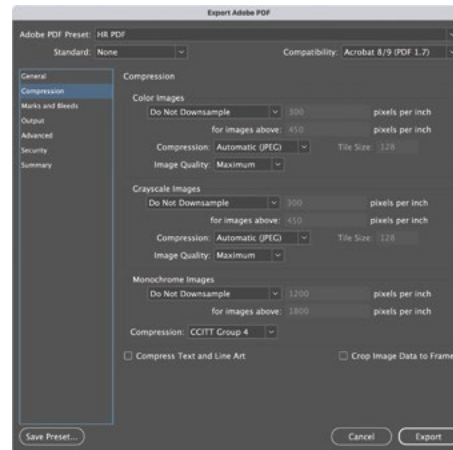 Export Adobe PDF
Adobe PDF Preset: HR PDF
Standard: None Compatibility: Acrobat 8/9 (PDF 1.7)
General
Compression
Marks and Bleeds
Output
Advanced
Security
Summary
Compression
Color Images
Do Not Downsample 300 pixels per inch
for images above: 450 pixels per inch
Compression: Automatic (JPEG) Tile Size: 128
Image Quality: Maximum
Grayscale Images
Do Not Downsample 300 pixels per inch
for images above: 450 pixels per inch
Compression: Automatic (JPEG) Tile Size: 128
Image Quality: Maximum
Monochrome Images
Do Not Downsample 1200 pixels per inch
for images above: 1800 pixels per inch
Compression: CCITT Group 4
Compress Text and Line Art Crop Image Data to Frame
Save Preset... Cancel Export